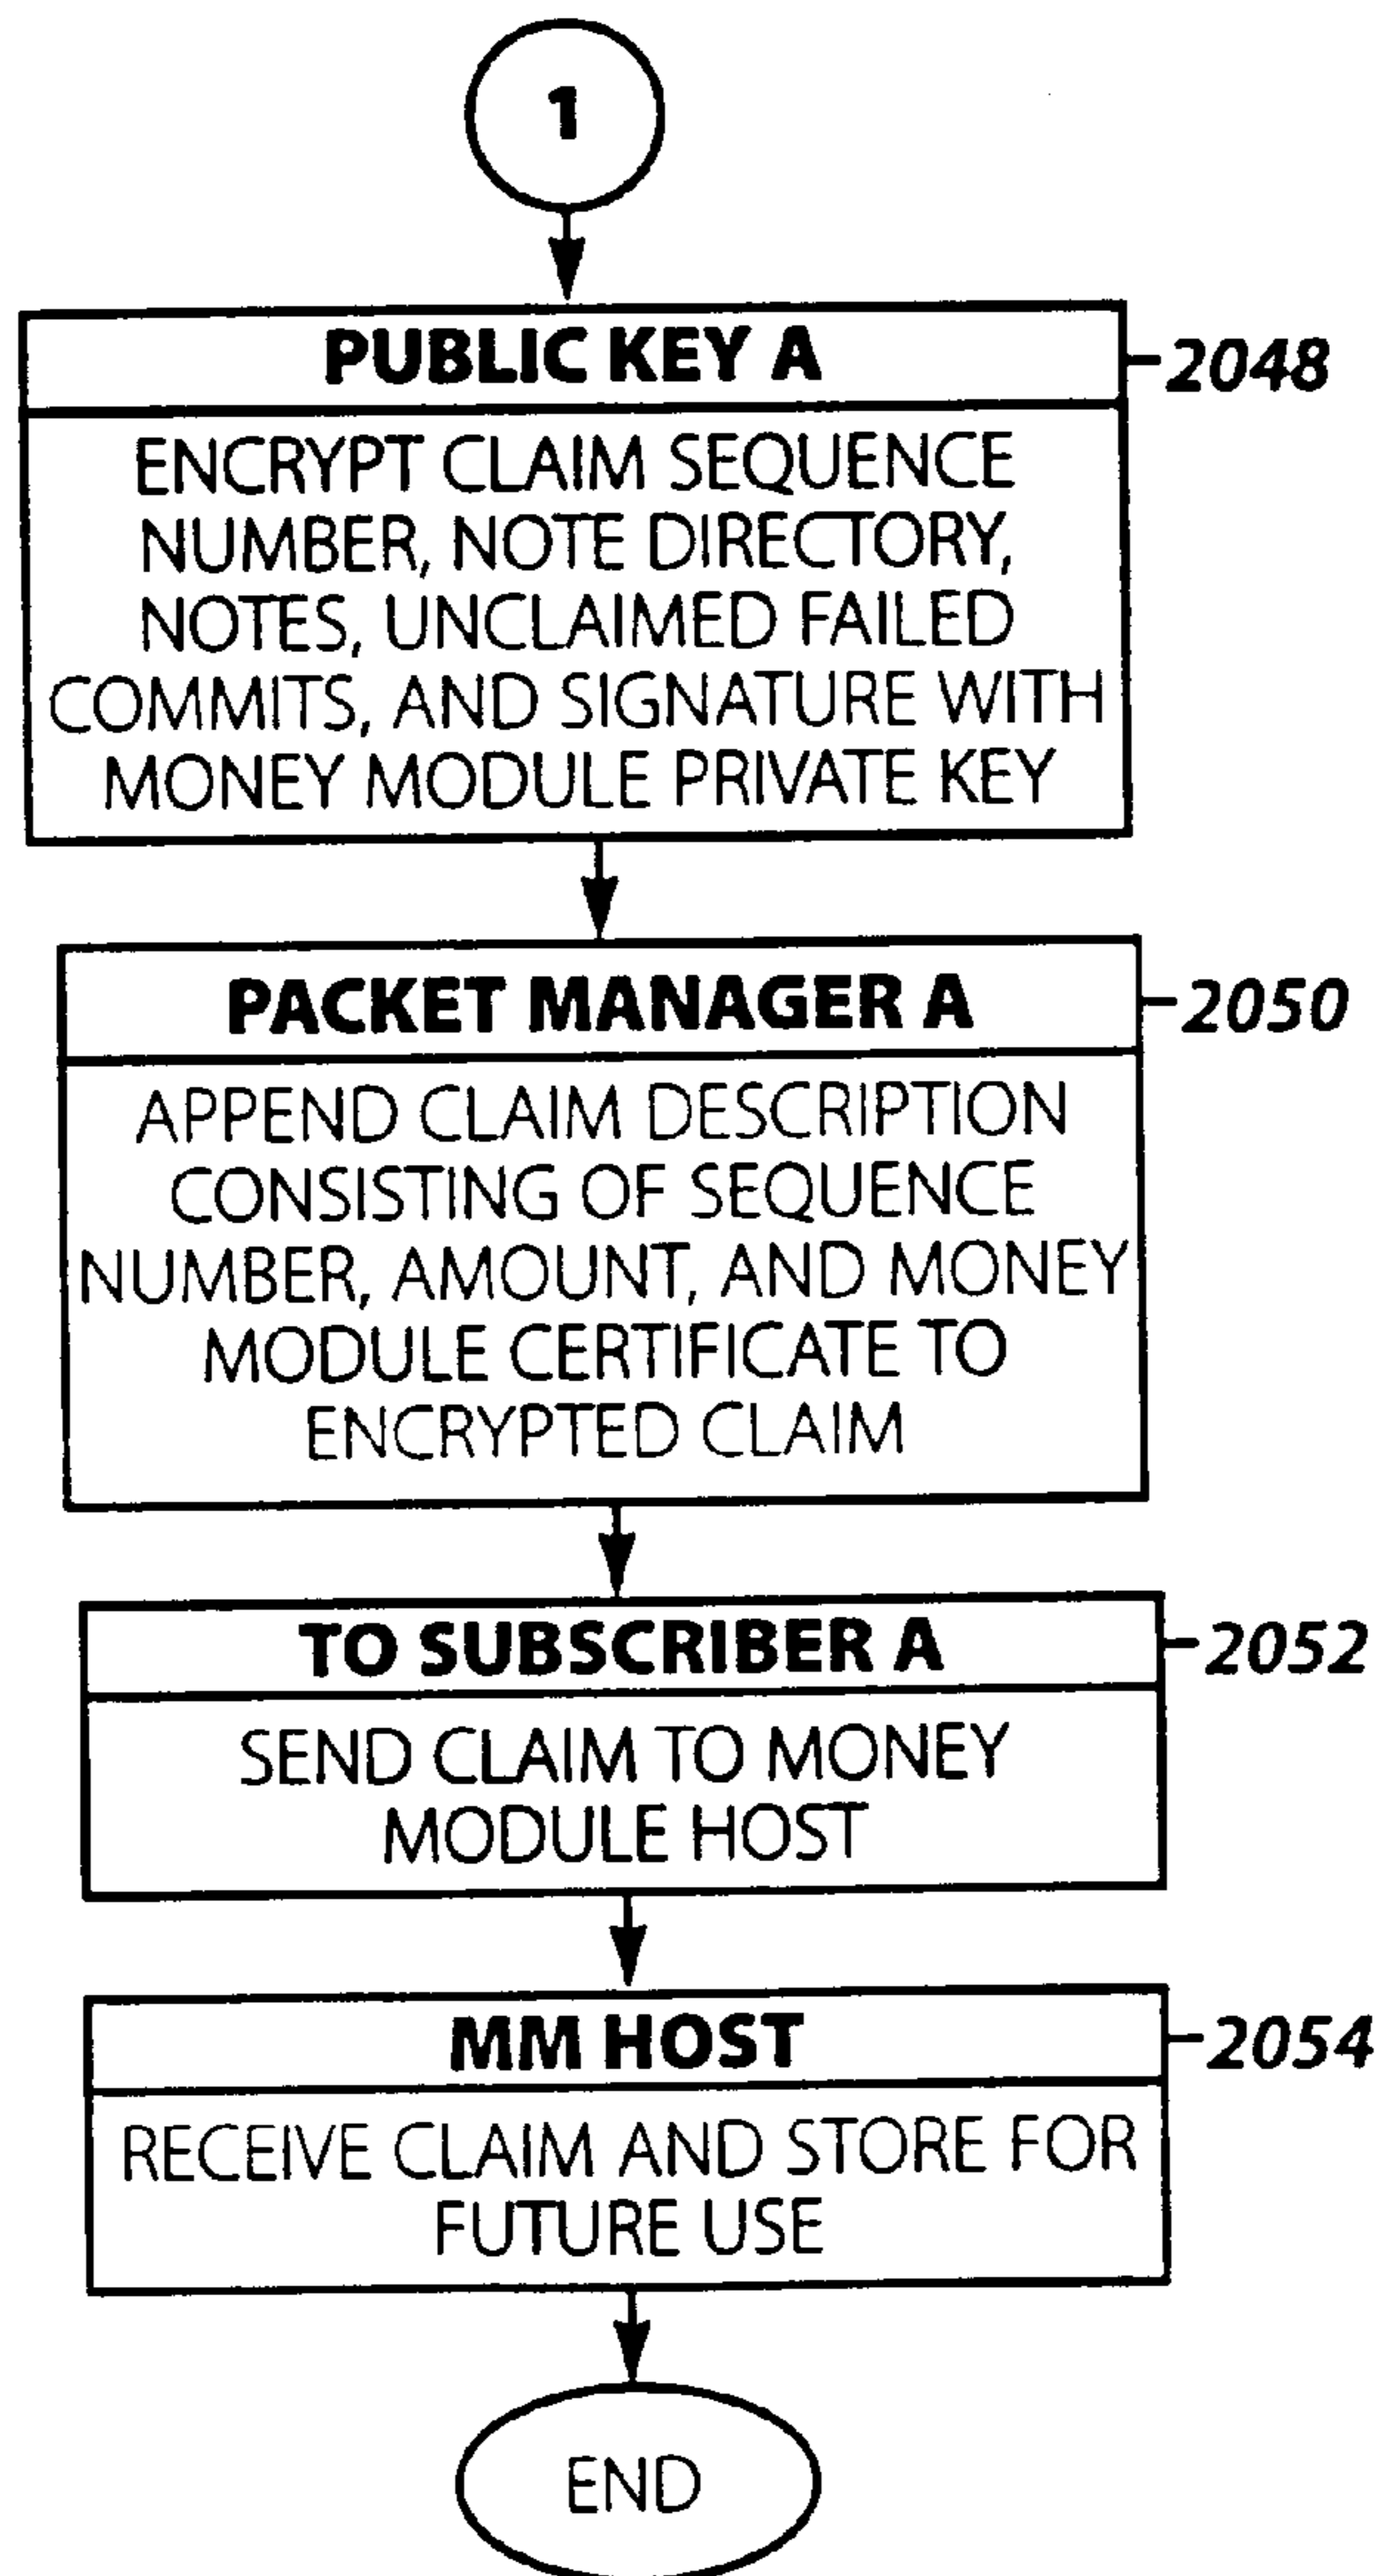 1
PUBLIC KEY A
2048
ENCRYPT CLAIM SEQUENCE
NUMBER, NOTE DIRECTORY,
NOTES, UNCLAIMED FAILED
COMMITS, AND SIGNATURE WITH
MONEY MODULE PRIVATE KEY
PACKET MANAGER A
2050
APPEND CLAIM DESCRIPTION
CONSISTING OF SEQUENCE
NUMBER, AMOUNT, AND MONEY
MODULE CERTIFICATE TO
ENCRYPTED CLAIM
TO SUBSCRIBER A
2052
SEND CLAIM TO MONEY
MODULE HOST
MM HOST
2054
RECEIVE CLAIM AND STORE FOR
FUTURE USE
END